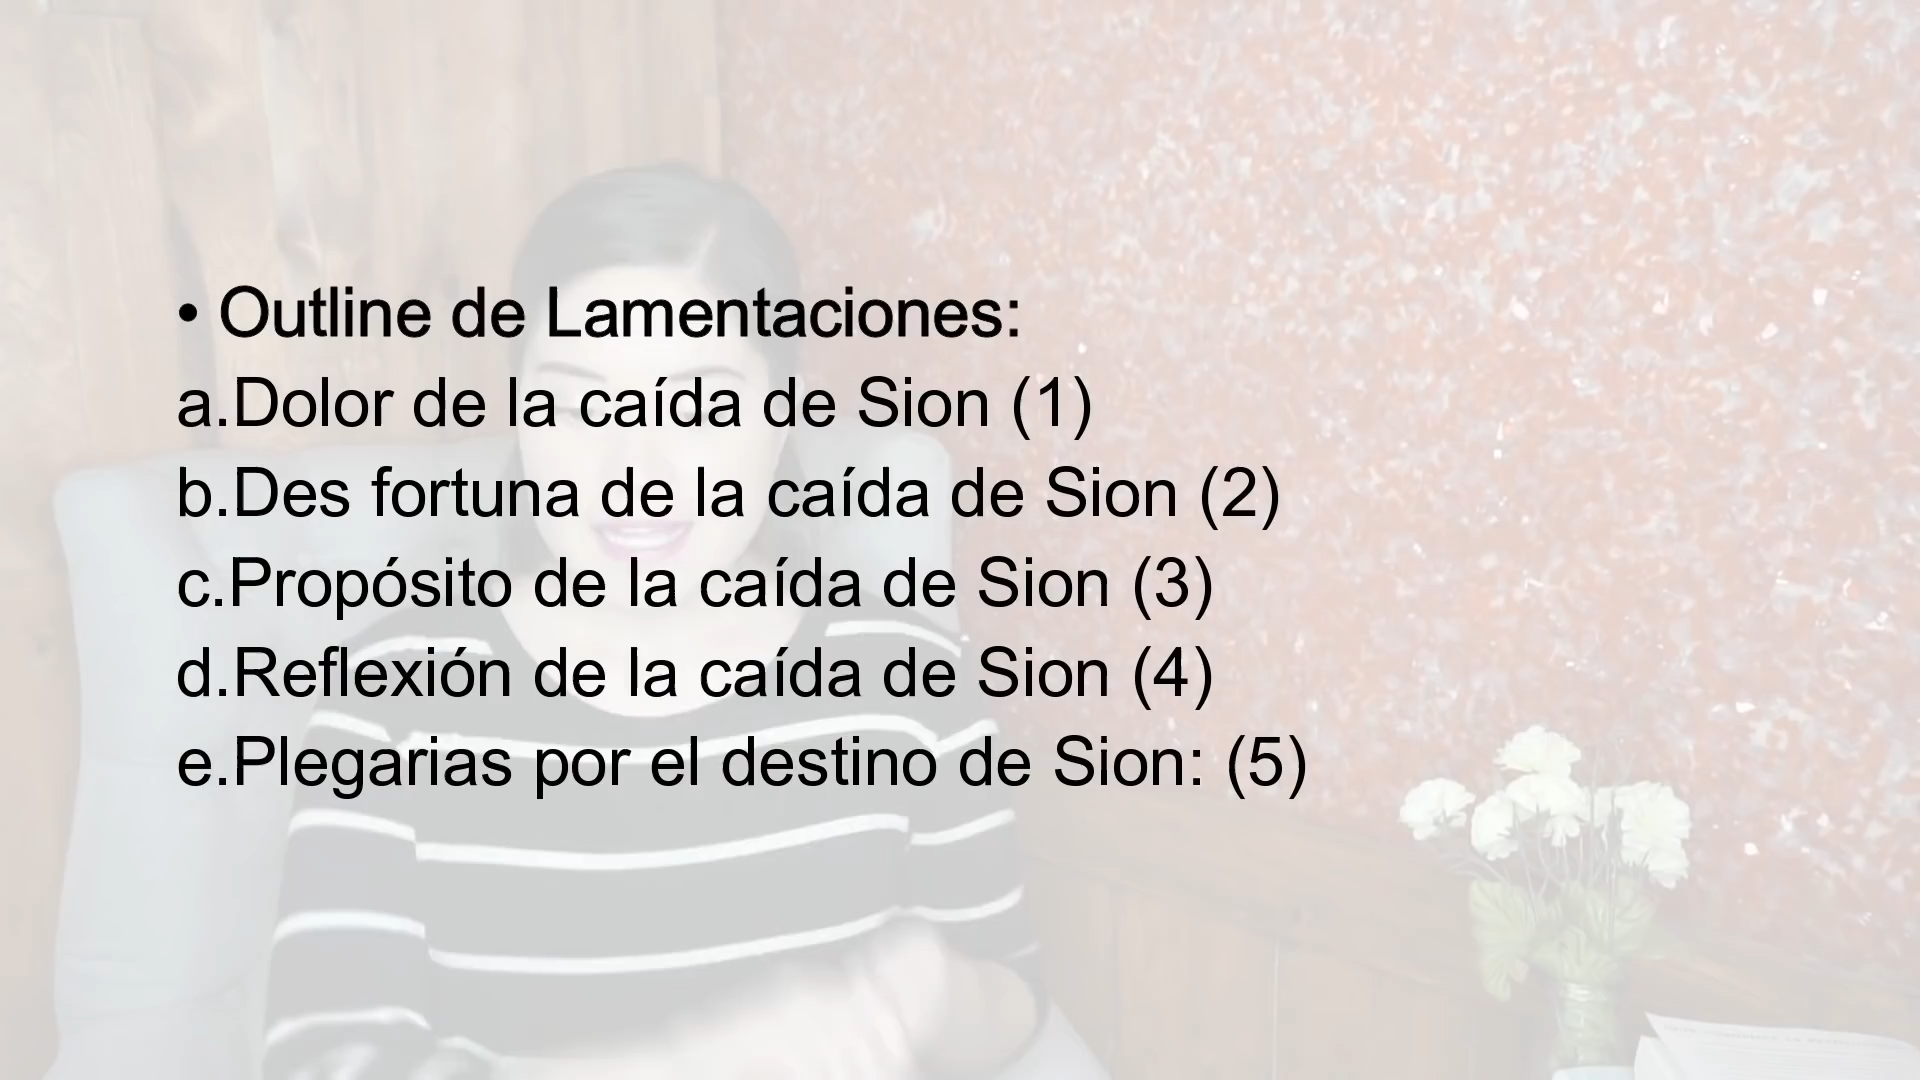 • Outline de Lamentaciones:
a.Dolor de la caída de Sion (1)
b.Des fortuna de la caída de Sion (2)
c.Propósito de la caída de Sion (3)
d.Reflexión de la caída de Sion (4)
e.Plegarias por el destino de Sion: (5)